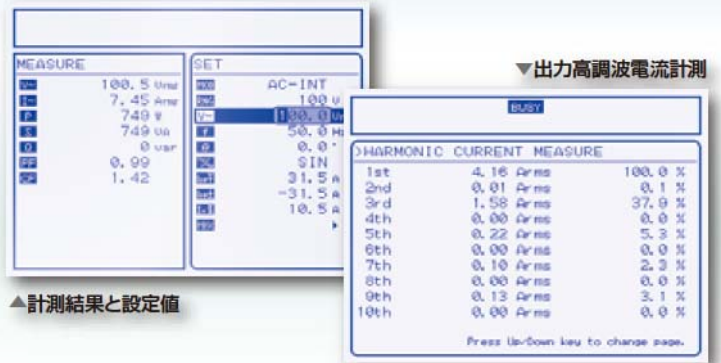 MEASURE
V~ 100.5 Vrms
I~ 7.45 Arms
P 749 W
S 749 VA
Q 0 var
PF 0.99
CF 1.42
SET
AC-INT
100 V
V~ 100.0
f 50.0 Hz
0.0°
SIN
31.5 A
-31.5 A
10.5 A
▲計測結果と設定値
▼出力高調波電流計測
BUSY
HARMONIC CURRENT MEASURE
1st 4.16 Arms 100.0 %
2nd 0.01 Arms 0.1 %
3rd 1.58 Arms 37.9 %
4th 0.00 Arms 0.0 %
5th 0.22 Arms 5.3 %
6th 0.00 Arms 0.0 %
7th 0.10 Arms 2.3 %
8th 0.00 Arms 0.0 %
9th 0.13 Arms 3.1 %
10th 0.00 Arms 0.0 %
Press Up/Down key to change page.